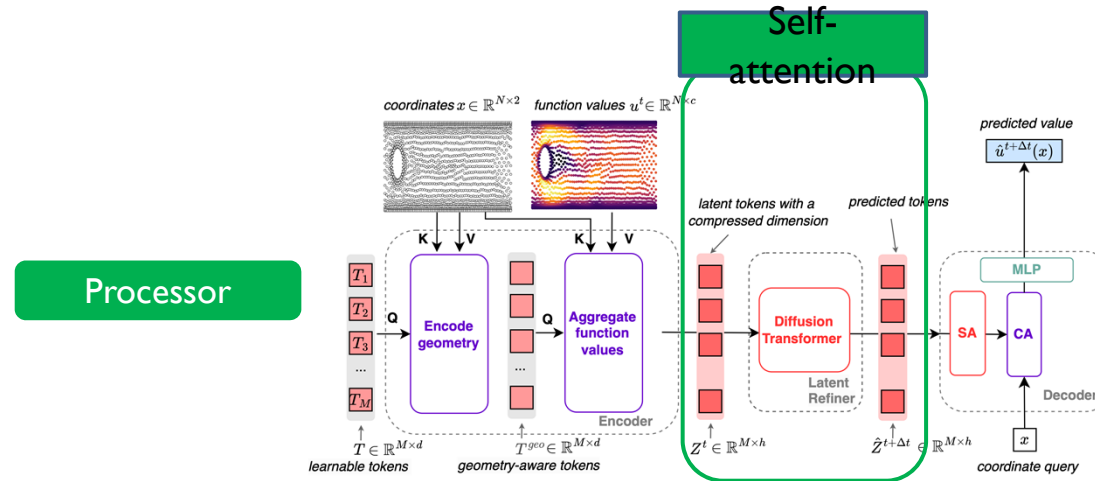 Self-
attention
coordinates x ∈ ℝ^{N×2}
function values u^t ∈ ℝ^{N×c}
predicted value
û^{t+Δt}(x)
latent tokens with a
compressed dimension
predicted tokens
K
V
K
V
MLP
Processor
T_1
T_2
T_3
...
T_M
Q
Encode
geometry
...
Q
Aggregate
function
values
Diffusion
Transformer
SA
CA
Latent
Refiner
Encoder
Decoder
T ∈ ℝ^{M×d}
learnable tokens
T^{geo} ∈ ℝ^{M×d}
geometry-aware tokens
Z^t ∈ ℝ^{M×h}
Ẑ^{t+Δt} ∈ ℝ^{M×h}
x
coordinate query